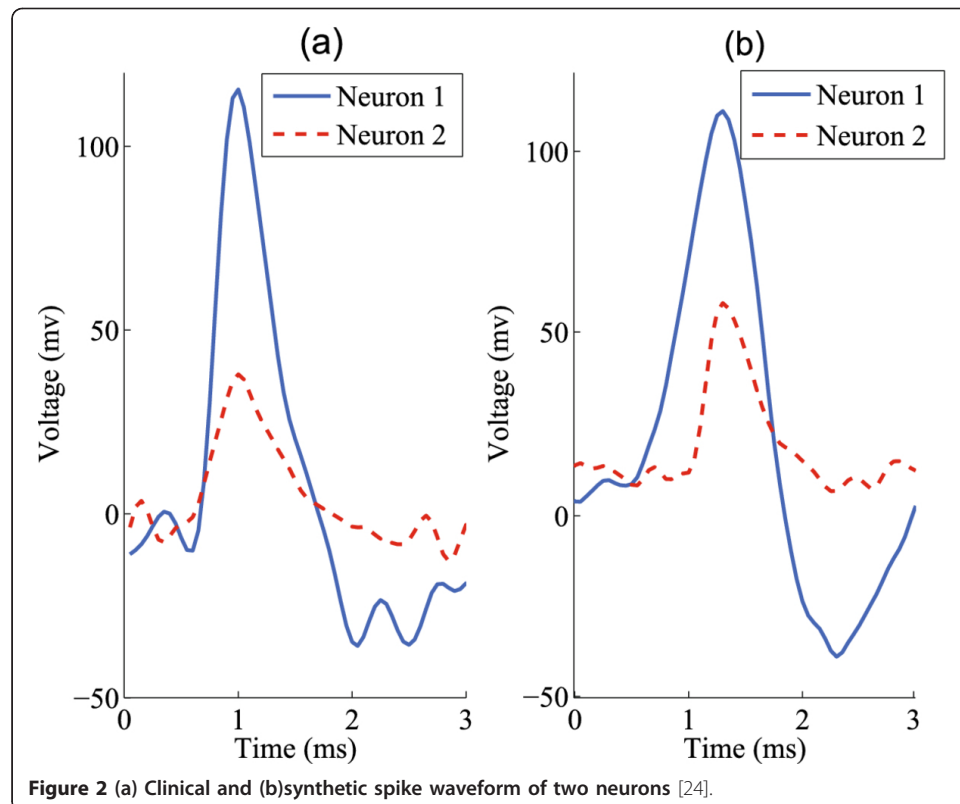 (a)
Neuron 1
Neuron 2
Voltage (mv)
100
50
0
−50
0
1
2
3
Time (ms)
(b)
Neuron 1
Neuron 2
Voltage (mv)
100
50
0
−50
0
1
2
3
Time (ms)
Figure 2 (a) Clinical and (b)synthetic spike waveform of two neurons [24].